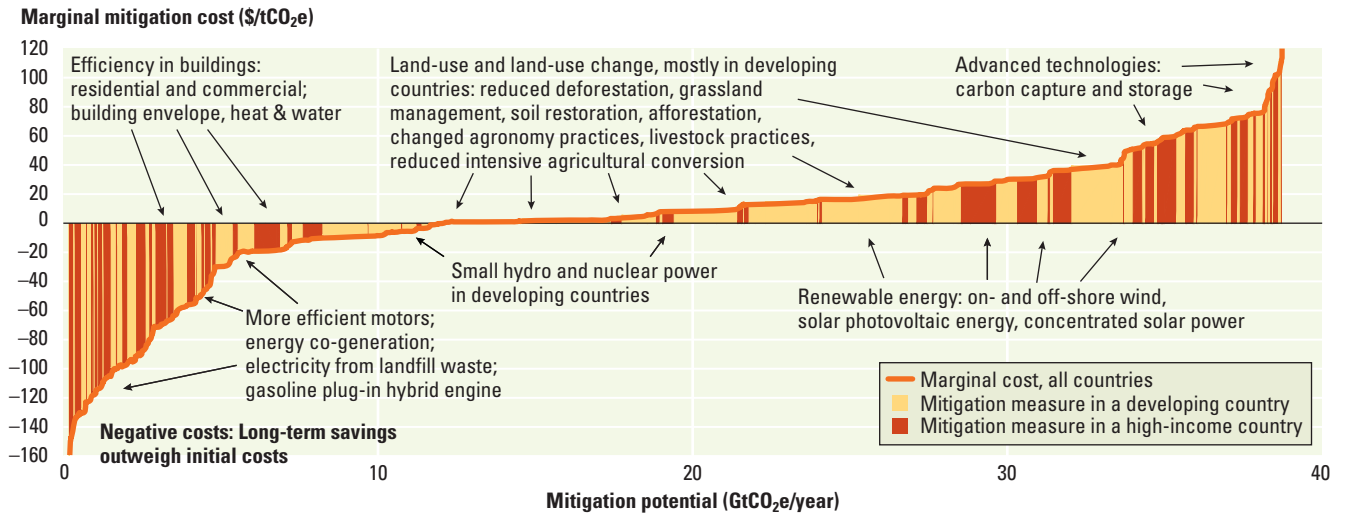 Marginal mitigation cost ($/tCO2e)
120
100
80
60
40
20
0
–20
–40
–60
–80
–100
–120
–140
–160
Efficiency in buildings:
residential and commercial;
building envelope, heat & water
Land-use and land-use change, mostly in developing
countries: reduced deforestation, grassland
management, soil restoration, afforestation,
changed agronomy practices, livestock practices,
reduced intensive agricultural conversion
Advanced technologies:
carbon capture and storage
Small hydro and nuclear power
in developing countries
Renewable energy: on- and off-shore wind,
solar photovoltaic energy, concentrated solar power
More efficient motors;
energy co-generation;
electricity from landfill waste;
gasoline plug-in hybrid engine
Negative costs: Long-term savings
outweigh initial costs
Marginal cost, all countries
Mitigation measure in a developing country
Mitigation measure in a high-income country
0 10 20 30 40
Mitigation potential (GtCO2e/year)